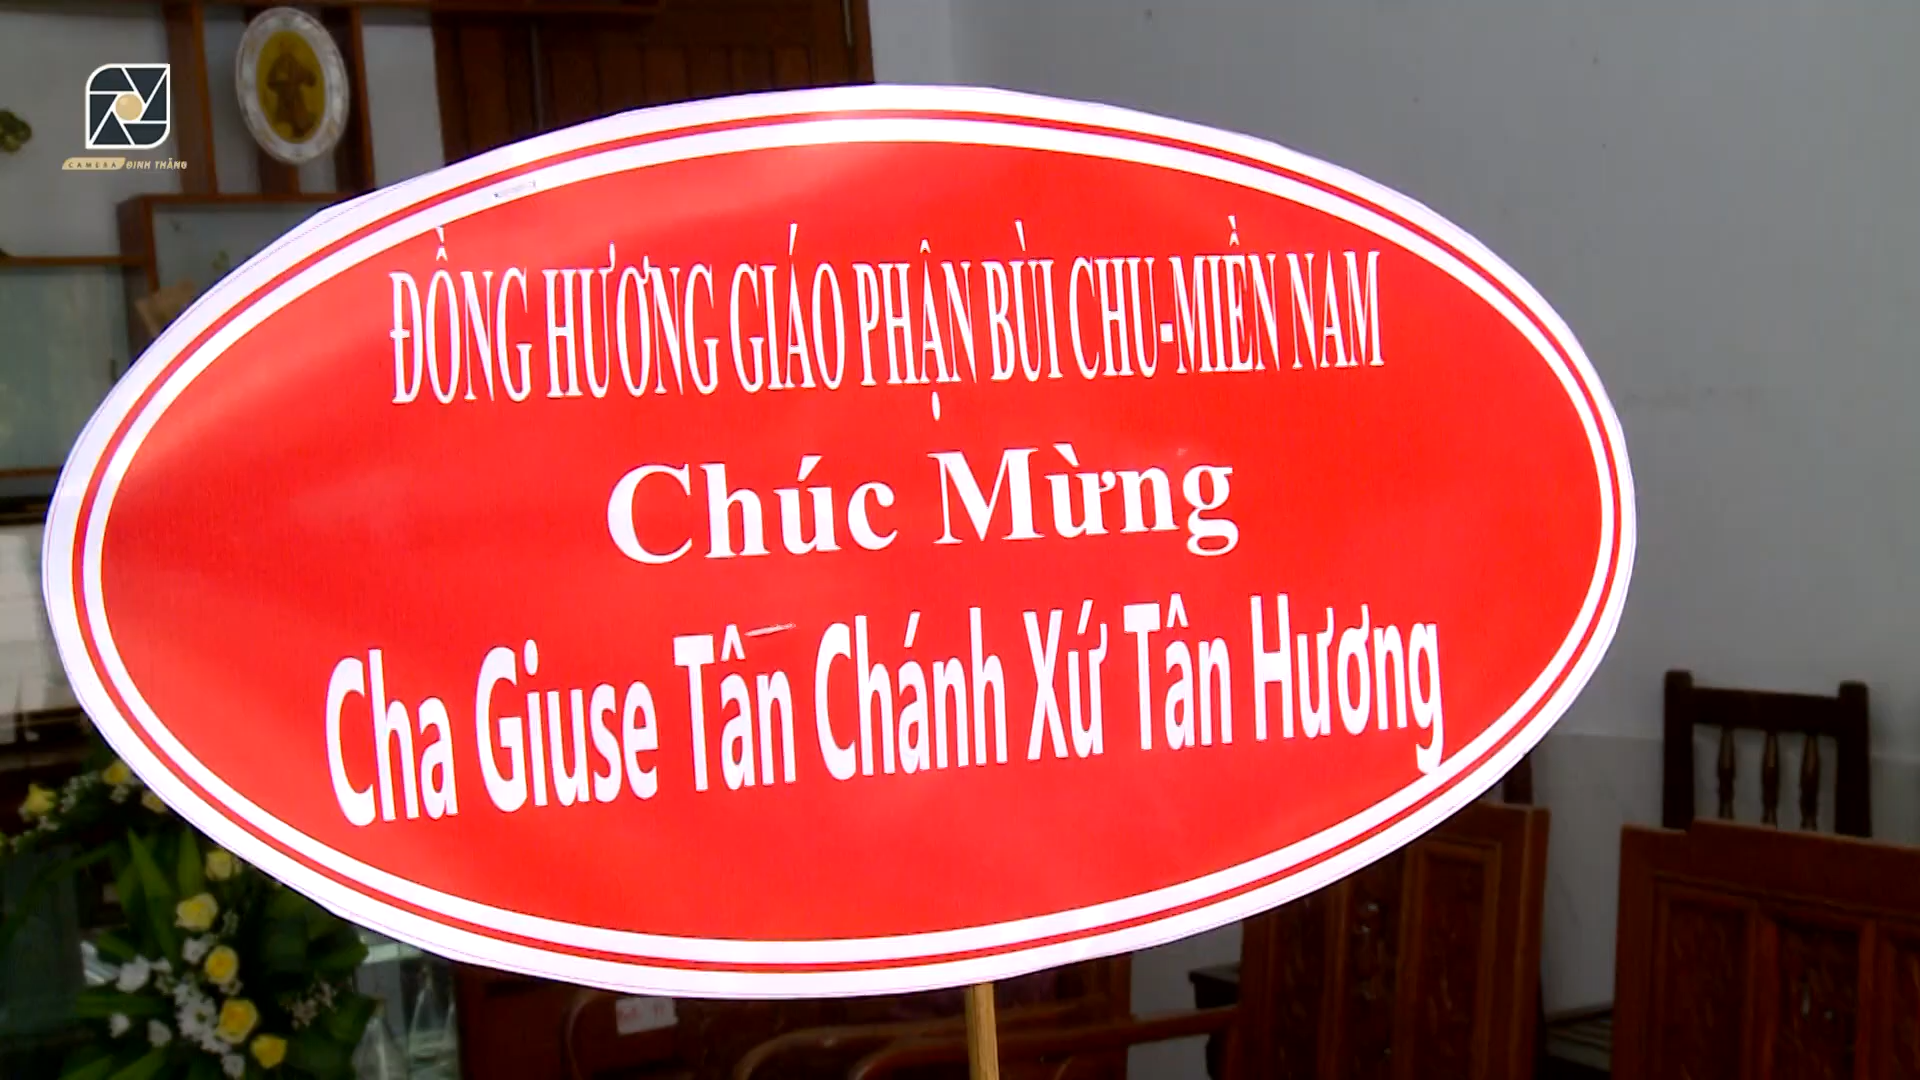 CAMERA ĐINH THẮNG
ĐỒNG HƯƠNG GIÁO PHẬN BÙI CHU-MIỀN NAM
Chúc Mừng
Cha Giuse Tân Chánh Xứ Tân Hương